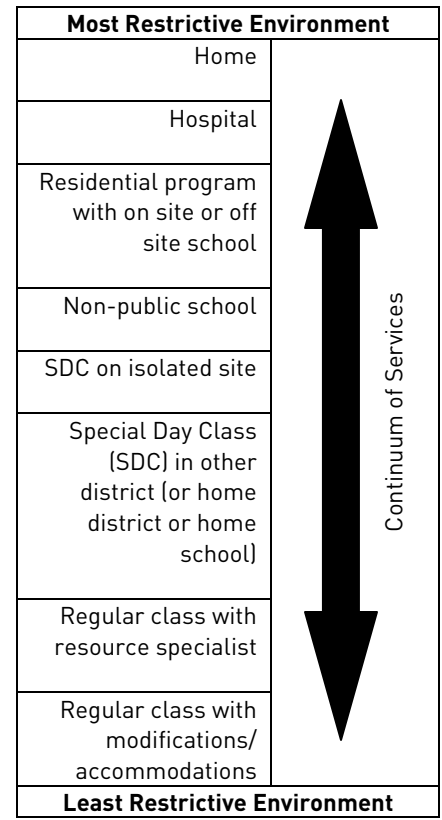 Most Restrictive Environment
Home
Hospital
Residential program
with on site or off
site school
Non-public school
SDC on isolated site
Special Day Class
(SDC) in other
district (or home
district or home
school)
Regular class with
resource specialist
Regular class with
modifications/
accommodations
Continuum of Services
Least Restrictive Environment